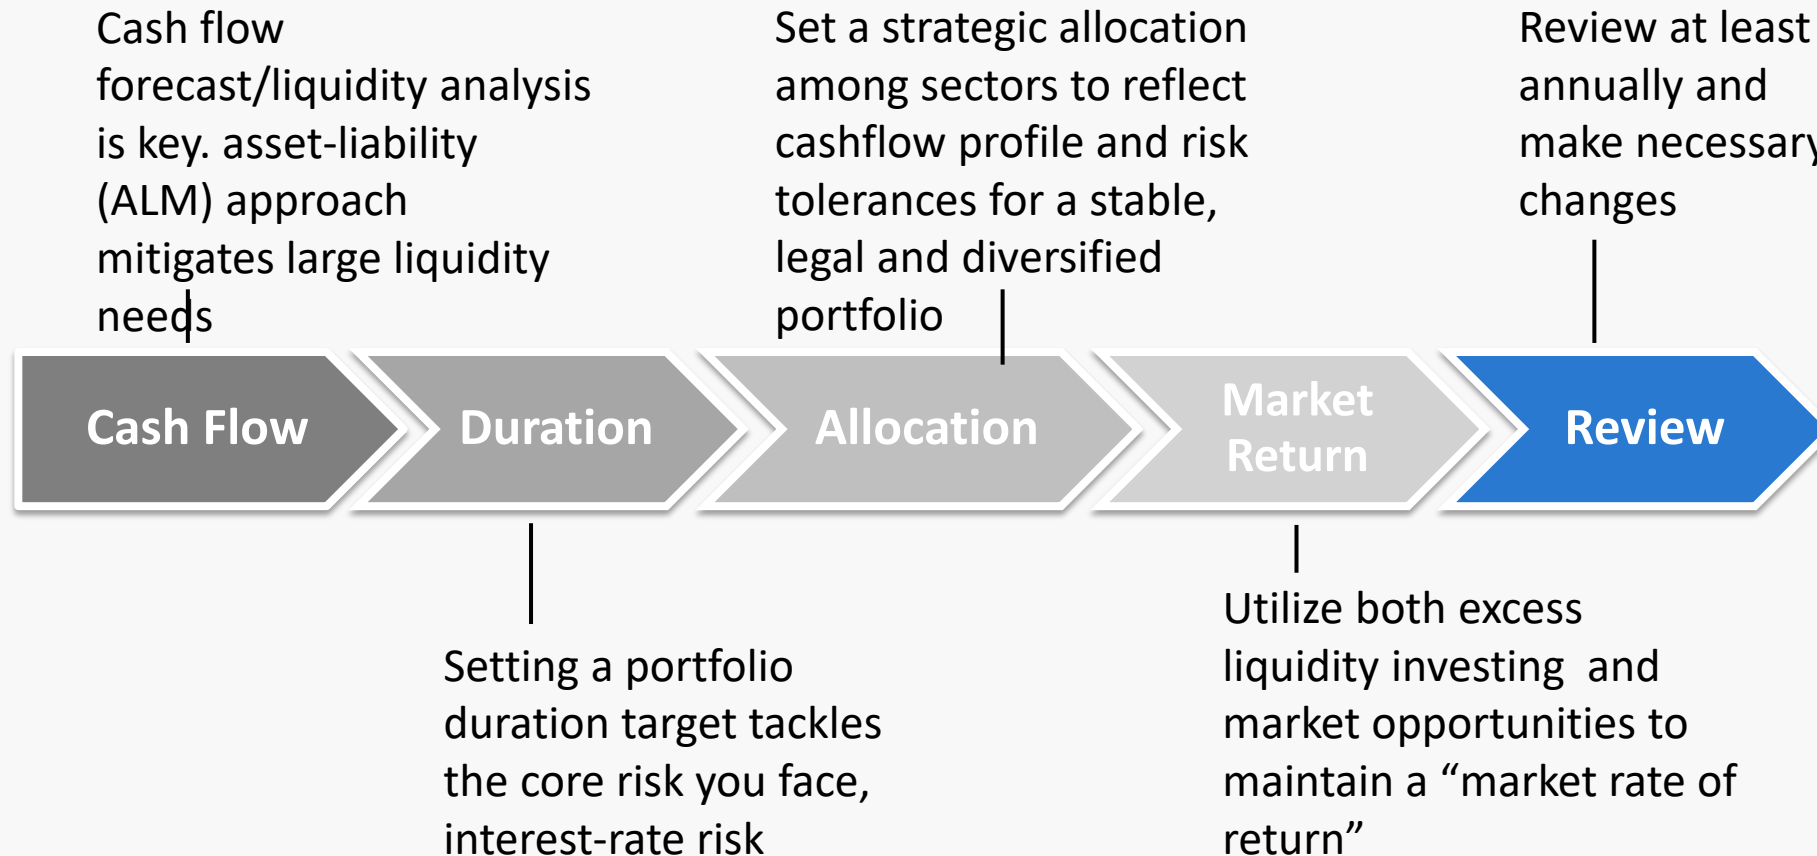 Cash flow
forecast/liquidity analysis
is key. asset-liability
(ALM) approach
mitigates large liquidity
needs
Set a strategic allocation
among sectors to reflect
cashflow profile and risk
tolerances for a stable,
legal and diversified
portfolio
Review at least
annually and
make necessary
changes
Cash Flow
Duration
Allocation
Market
Return
Review
Setting a portfolio
duration target tackles
the core risk you face,
interest-rate risk
Utilize both excess
liquidity investing  and
market opportunities to
maintain a “market rate of
return”